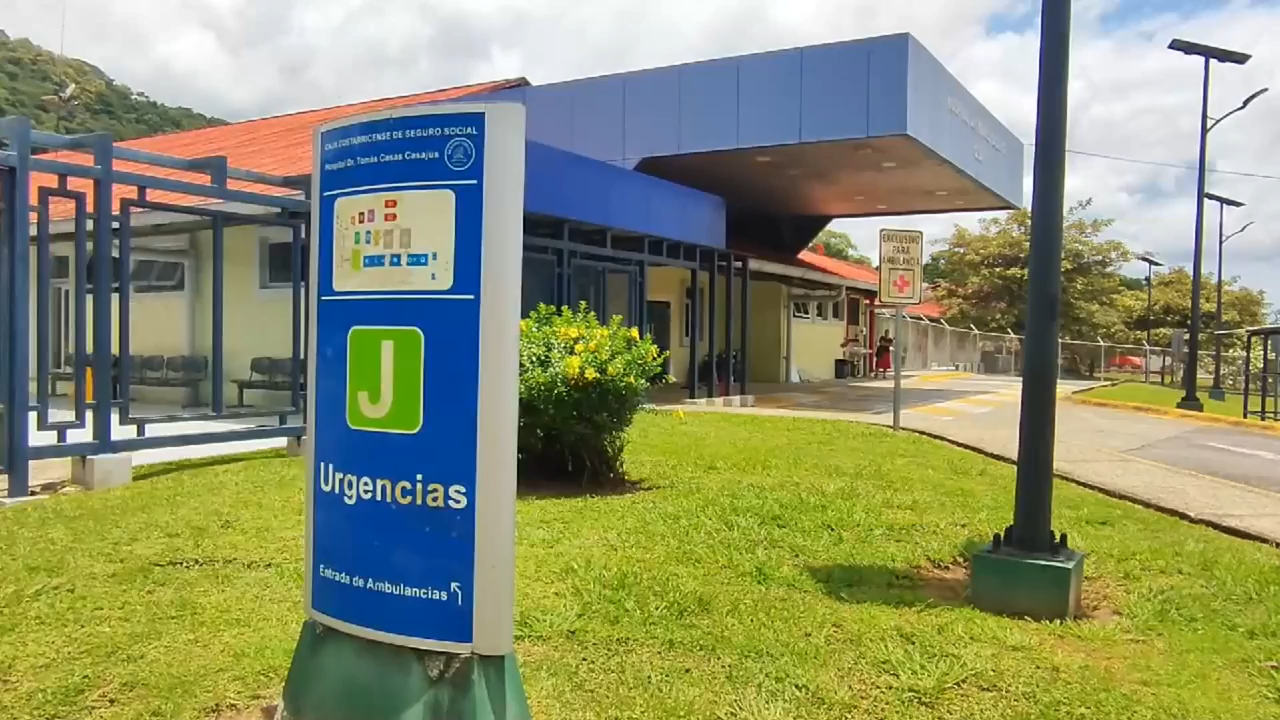 CAJA COSTARRICENSE DE SEGURO SOCIAL
Hospital Dr. Tomás Casas Casajus
J
Urgencias
Entrada de Ambulancias
EXCLUSIVO
PARA
AMBULANCIA